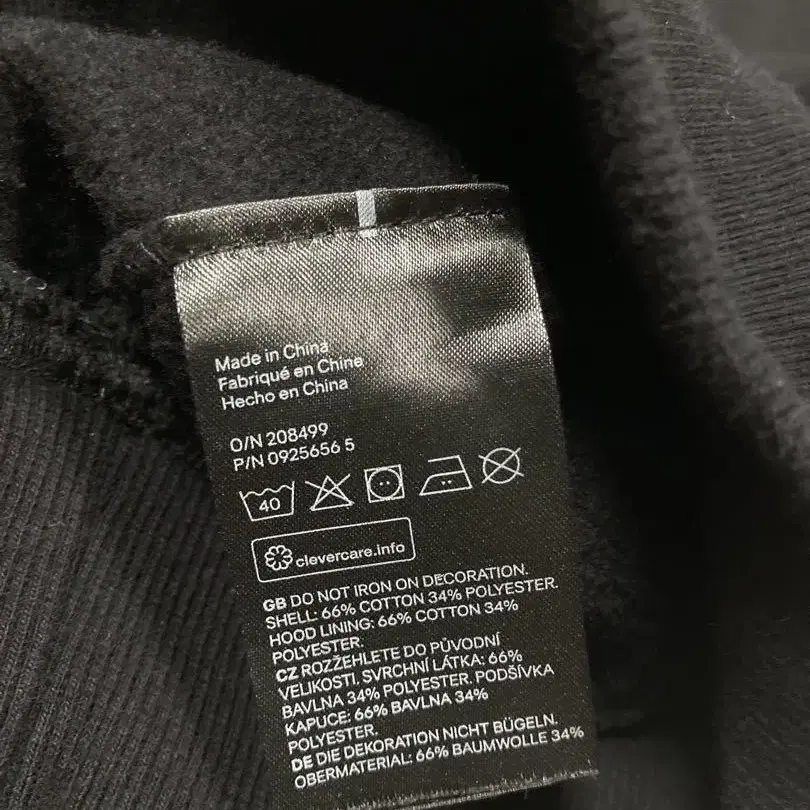 Made in China
Fabriqué en Chine
Hecho en China
O/N 208499
P/N 0925656 5
40
clevercare.info
GB DO NOT IRON ON DECORATION.
SHELL: 66% COTTON 34% POLYESTER.
HOOD LINING: 66% COTTON 34%
POLYESTER.
CZ ROZŽEHLETE DO PŮVODNÍ
VELIKOSTI. SVRCHNÍ LÁTKA: 66%
BAVLNA 34% POLYESTER. PODŠÍVKA
KAPUCE: 66% BAVLNA 34%
POLYESTER.
DE DIE DEKORATION NICHT BÜGELN.
OBERMATERIAL: 66% BAUMWOLLE 34%